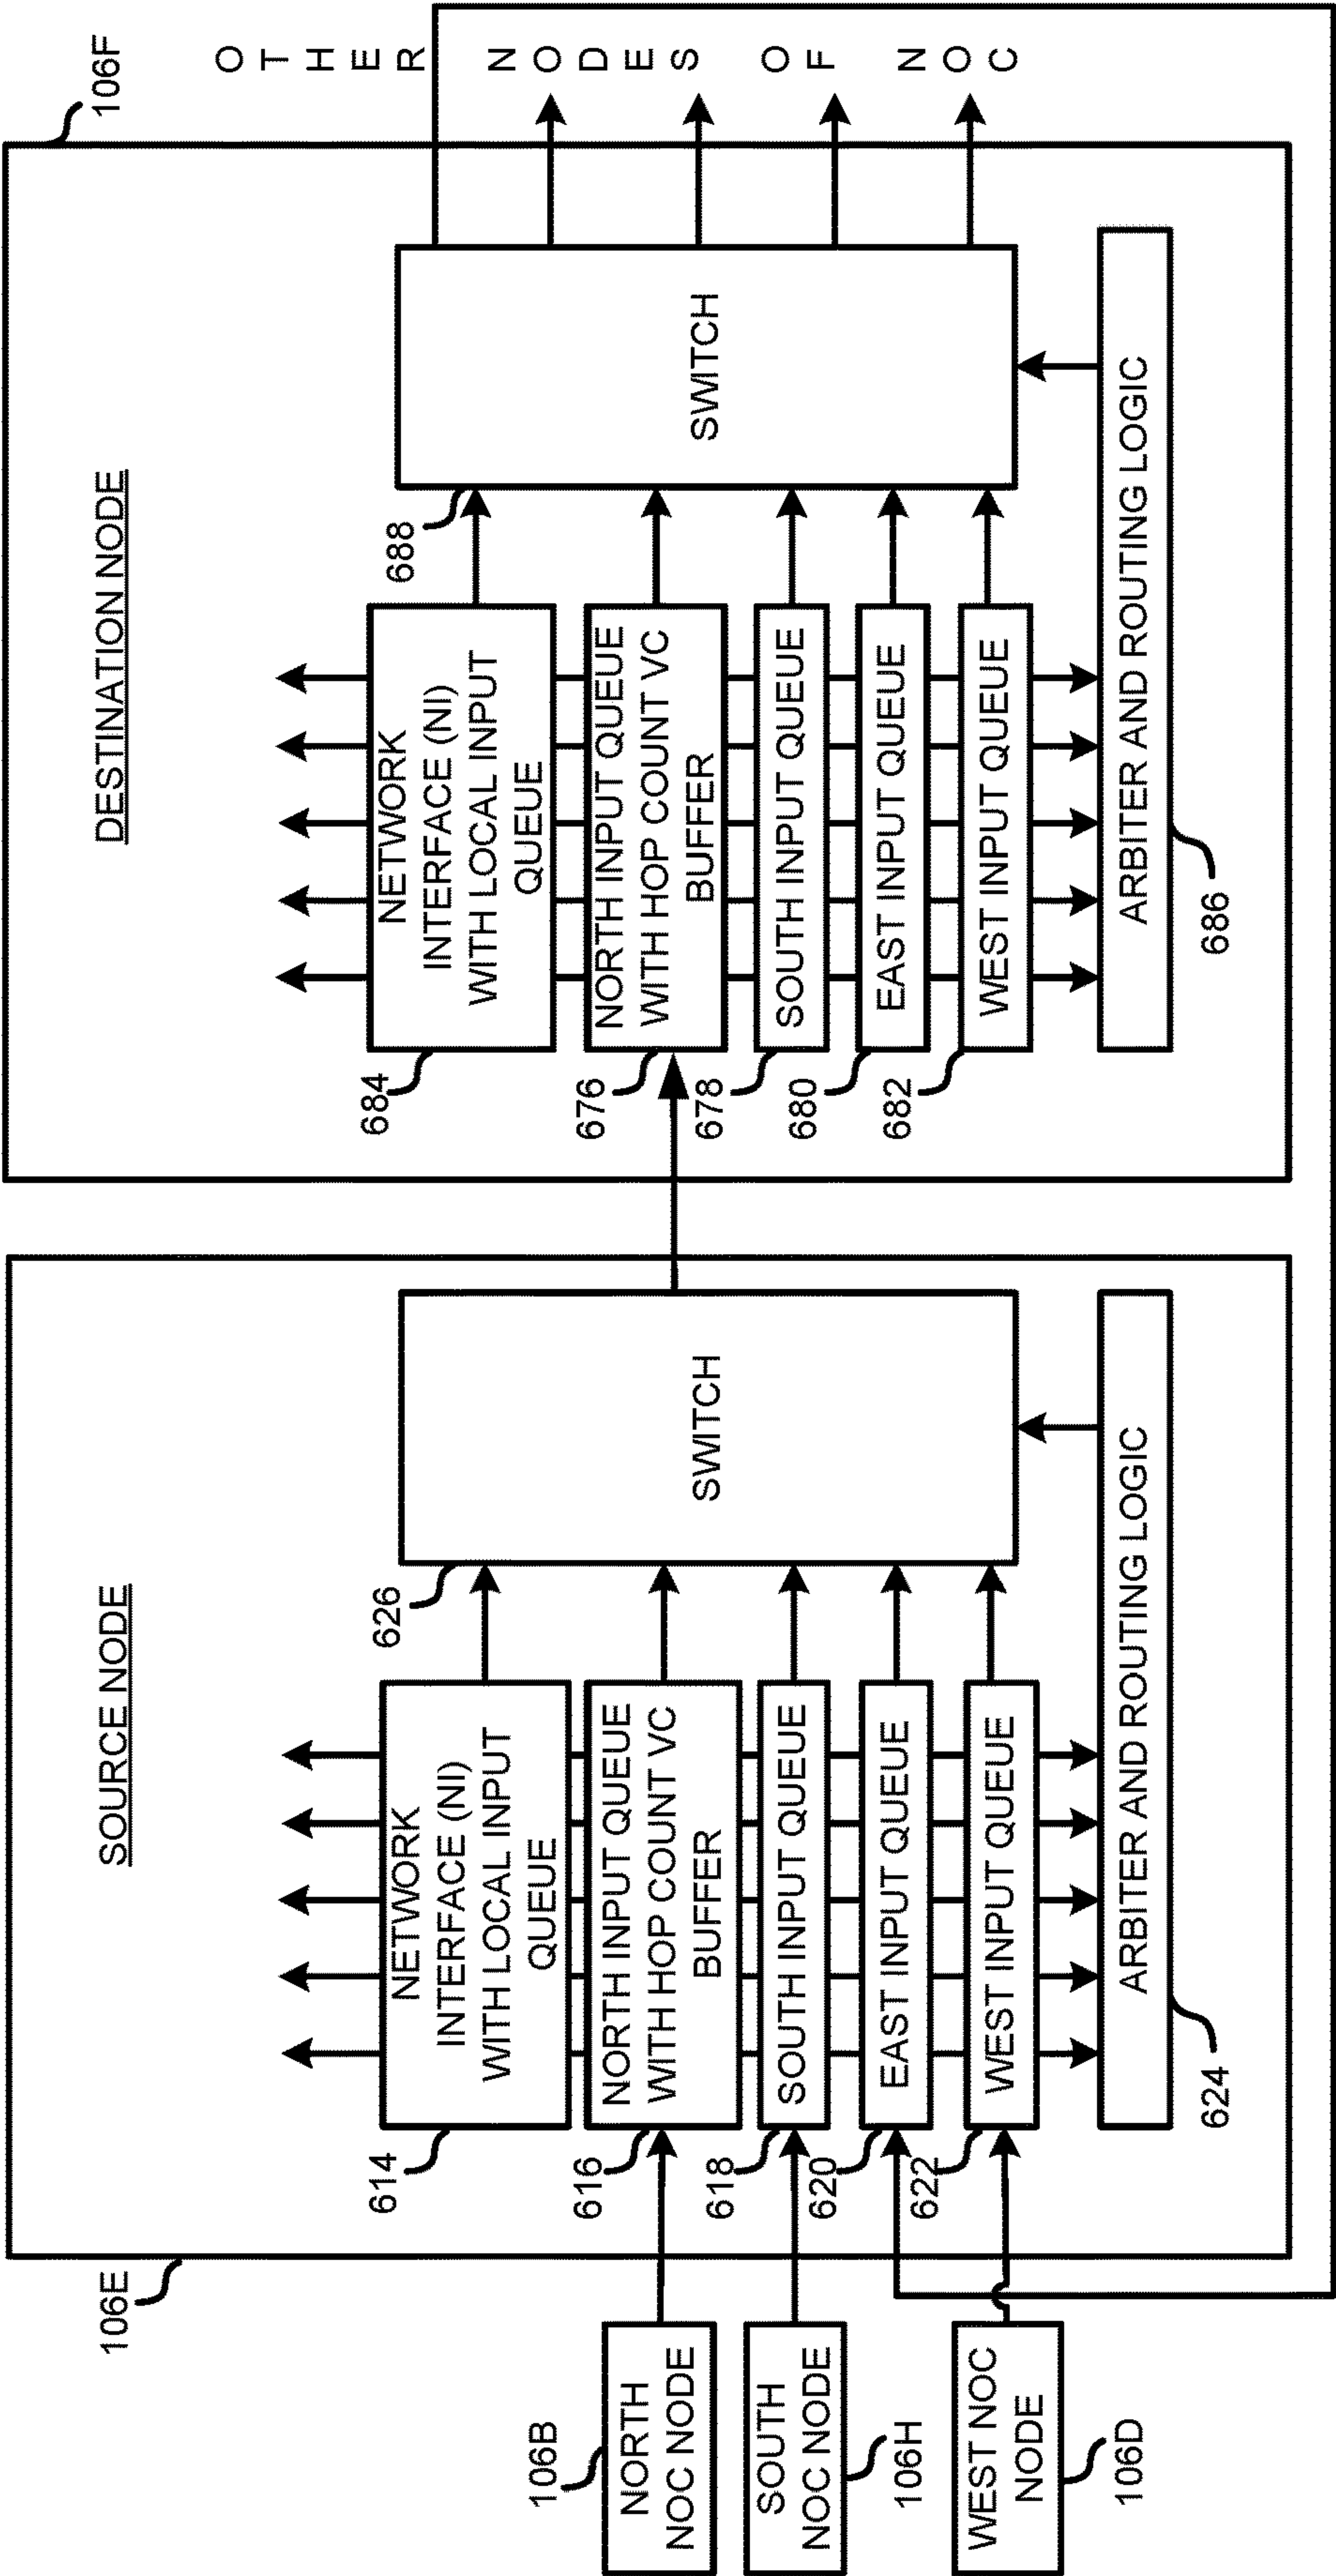 106E
SOURCE NODE
NETWORK
INTERFACE (NI)
WITH LOCAL INPUT
QUEUE
614
NORTH INPUT QUEUE
WITH HOP COUNT VC
BUFFER
616
SOUTH INPUT QUEUE
618
EAST INPUT QUEUE
620
WEST INPUT QUEUE
622
626
SWITCH
ARBITER AND ROUTING LOGIC
624
106B
NORTH
NOC NODE
SOUTH
NOC NODE
106H
WEST NOC
NODE
106D
106F
DESTINATION NODE
NETWORK
INTERFACE (NI)
WITH LOCAL INPUT
QUEUE
684
NORTH INPUT QUEUE
WITH HOP COUNT VC
BUFFER
676
SOUTH INPUT QUEUE
678
EAST INPUT QUEUE
680
WEST INPUT QUEUE
682
688
SWITCH
ARBITER AND ROUTING LOGIC
686
OTHER NODES OF NOC